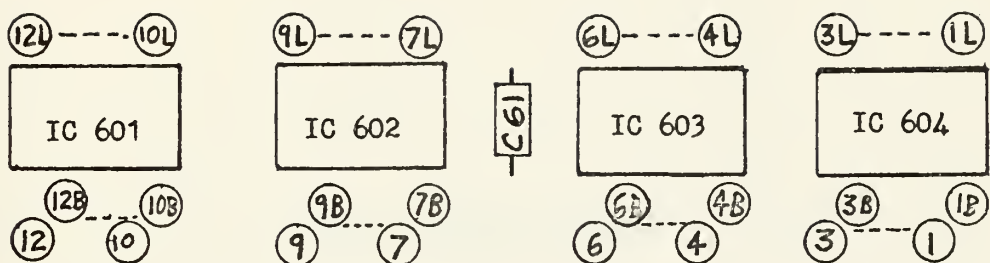 12L 10L 9L 7L 6L 4L 3L 1L
IC 601 IC 602 C61 IC 603 IC 604
12B 10B 9B 7B 6B 4B 3B 1B
12 10 9 7 6 4 3 1